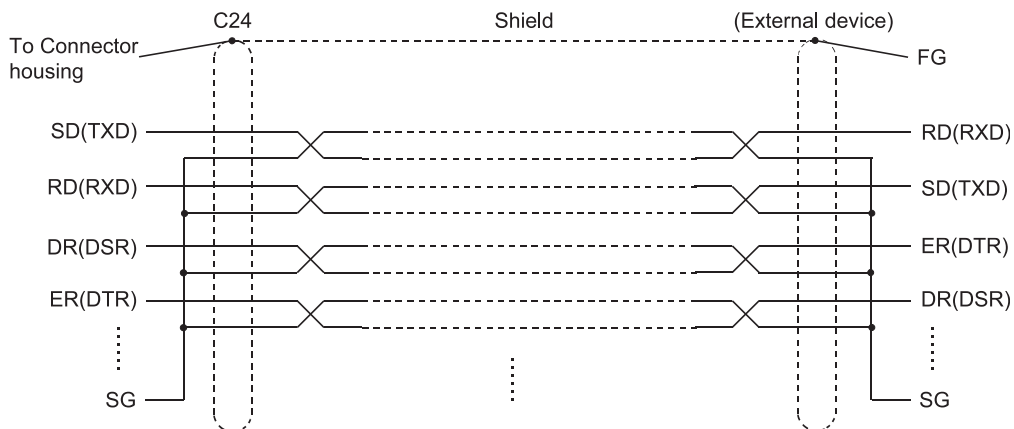 C24
Shield
(External device)
To Connector
housing
FG
SD(TXD)
RD(RXD)
RD(RXD)
SD(TXD)
DR(DSR)
ER(DTR)
ER(DTR)
DR(DSR)
SG
SG